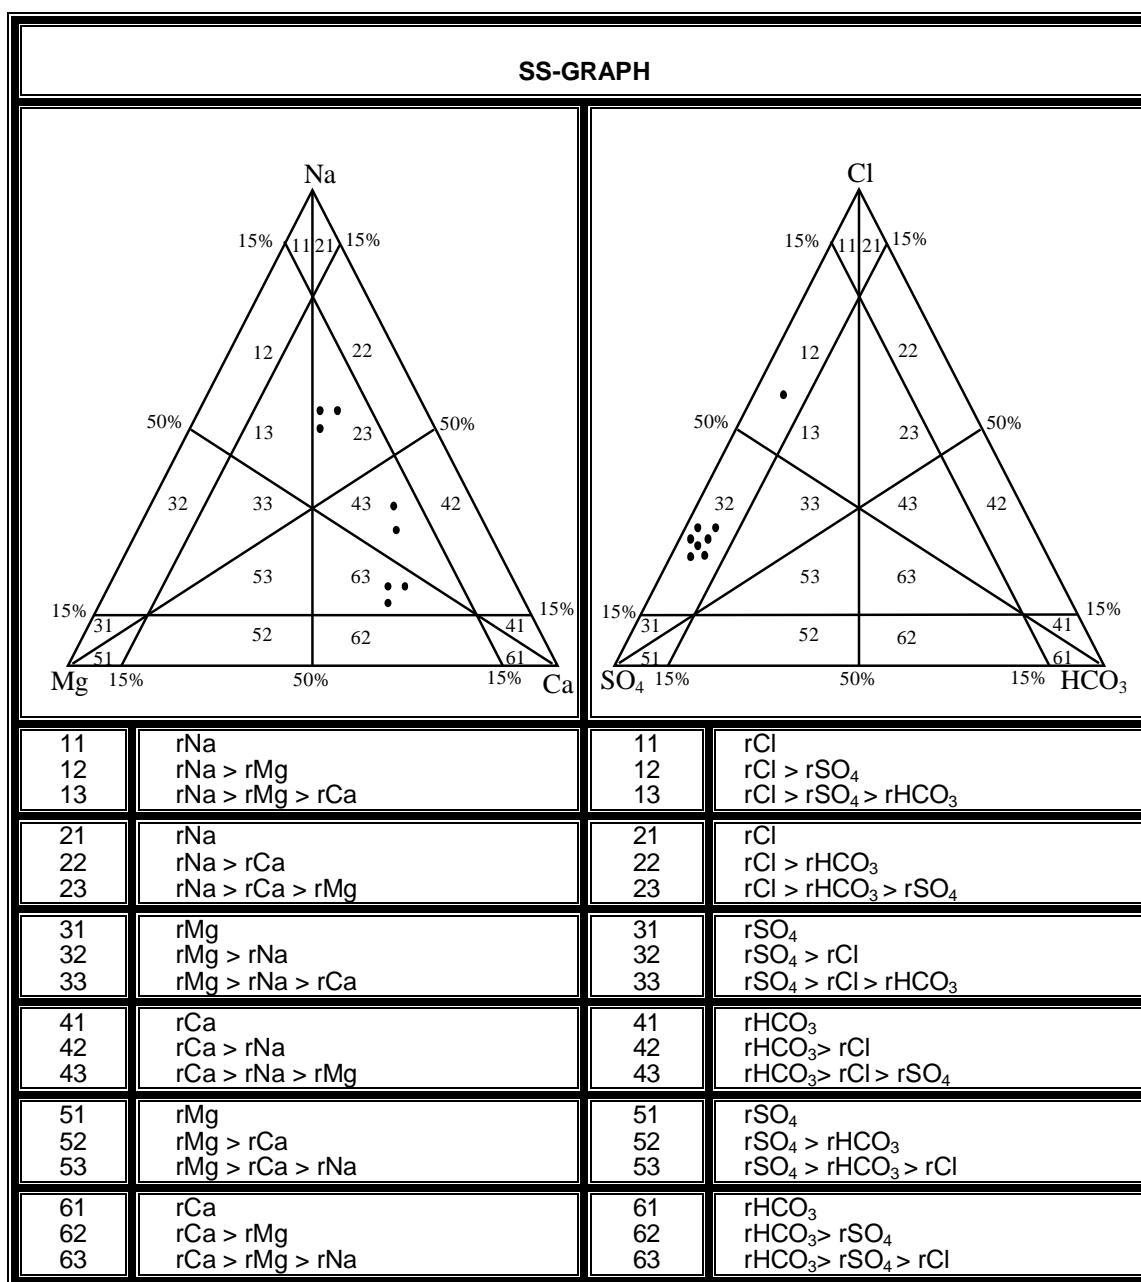 SS-GRAPH
Na
15% 11 21 15%
12 22
50% 13 23 50%
32 33 43 42
53 63
15% 15%
31 52 62 41
51 61
Mg 15% 50% 15% Ca
Cl
15% 11 21 15%
12 22
50% 13 23 50%
32 33 43 42
53 63
15% 15%
31 52 62 41
51 61
SO₄ 15% 50% 15% HCO₃
11 rNa 11 rCl
12 rNa > rMg 12 rCl > rSO₄
13 rNa > rMg > rCa 13 rCl > rSO₄ > rHCO₃
21 rNa 21 rCl
22 rNa > rCa 22 rCl > rHCO₃
23 rNa > rCa > rMg 23 rCl > rHCO₃ > rSO₄
31 rMg 31 rSO₄
32 rMg > rNa 32 rSO₄ > rCl
33 rMg > rNa > rCa 33 rSO₄ > rCl > rHCO₃
41 rCa 41 rHCO₃
42 rCa > rNa 42 rHCO₃> rCl
43 rCa > rNa > rMg 43 rHCO₃> rCl > rSO₄
51 rMg 51 rSO₄
52 rMg > rCa 52 rSO₄ > rHCO₃
53 rMg > rCa > rNa 53 rSO₄ > rHCO₃ > rCl
61 rCa 61 rHCO₃
62 rCa > rMg 62 rHCO₃> rSO₄
63 rCa > rMg > rNa 63 rHCO₃> rSO₄ > rCl